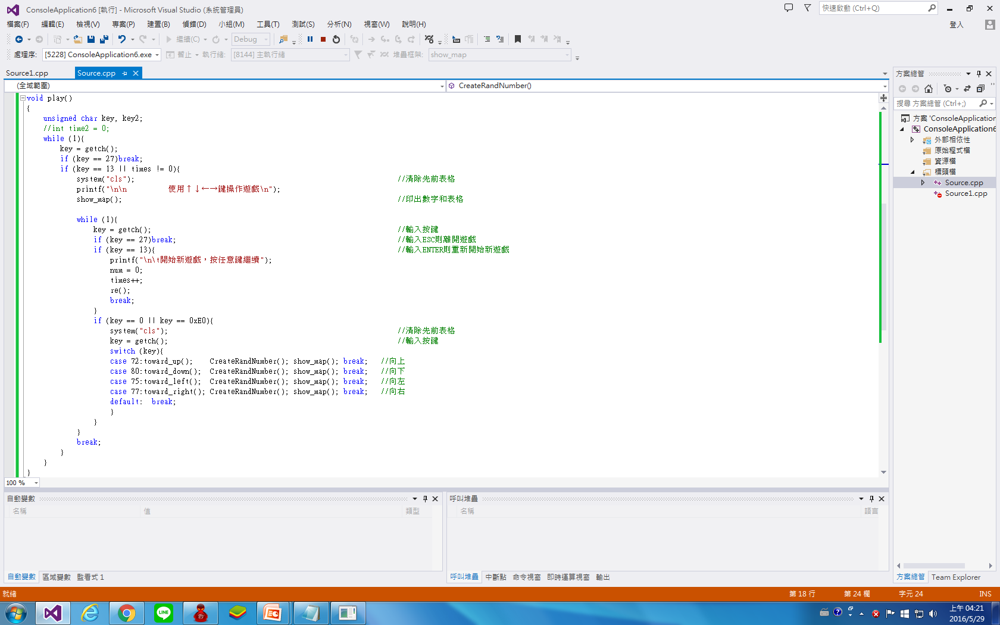 ConsoleApplication6 [執行] - Microsoft Visual Studio (系統管理員)
快速啟動 (Ctrl+Q)
檔案(F) 編輯(E) 檢視(V) 專案(P) 建置(B) 偵錯(D) 小組(M) 工具(T) 測試(S) 分析(N) 視窗(W) 說明(H)
登入
繼續(C) Debug
處理序: [5228] ConsoleApplication6.exe 暫止 執行緒: [8144] 主執行緒 堆疊框架: show_map
Source1.cpp Source.cpp
(全域範圍) CreateRandNumber()
void play()
{
unsigned char key, key2;
//int time2 = 0;
while (1){
key = getch();
if (key == 27)break;
if (key == 13 || times != 0){
system("cls"); //清除先前表格
printf("\n\n 使用↑↓←→鍵操作遊戲\n");
show_map(); //印出數字和表格
while (1){
key = getch(); //輸入按鍵
if (key == 27)break; //輸入ESC則離開遊戲
if (key == 13){ //輸入ENTER則重新開始新遊戲
printf("\n\t開始新遊戲，按任意鍵繼續");
num = 0;
times++;
re();
break;
}
if (key == 0 || key == 0xE0){
system("cls"); //清除先前表格
key = getch(); //輸入按鍵
switch (key){
case 72:toward_up(); CreateRandNumber(); show_map(); break; //向上
case 80:toward_down(); CreateRandNumber(); show_map(); break; //向下
case 75:toward_left(); CreateRandNumber(); show_map(); break; //向左
case 77:toward_right(); CreateRandNumber(); show_map(); break; //向右
default: break;
}
}
}
break;
}
}
}
100 %
方案總管
搜尋 方案總管 (Ctrl+;)
方案 'ConsoleApplication
ConsoleApplication6
外部相依性
原始程式檔
資源檔
標頭檔
Source.cpp
Source1.cpp
自動變數
名稱 值 類型
呼叫堆疊
名稱 語言
自動變數 區域變數 監看式 1
呼叫堆疊 中斷點 命令視窗 即時運算視窗 輸出
方案總管 Team Explorer
就緒 第 18 行 第 24 欄 字元 24 INS
LINE
上午 04:21
2016/5/29